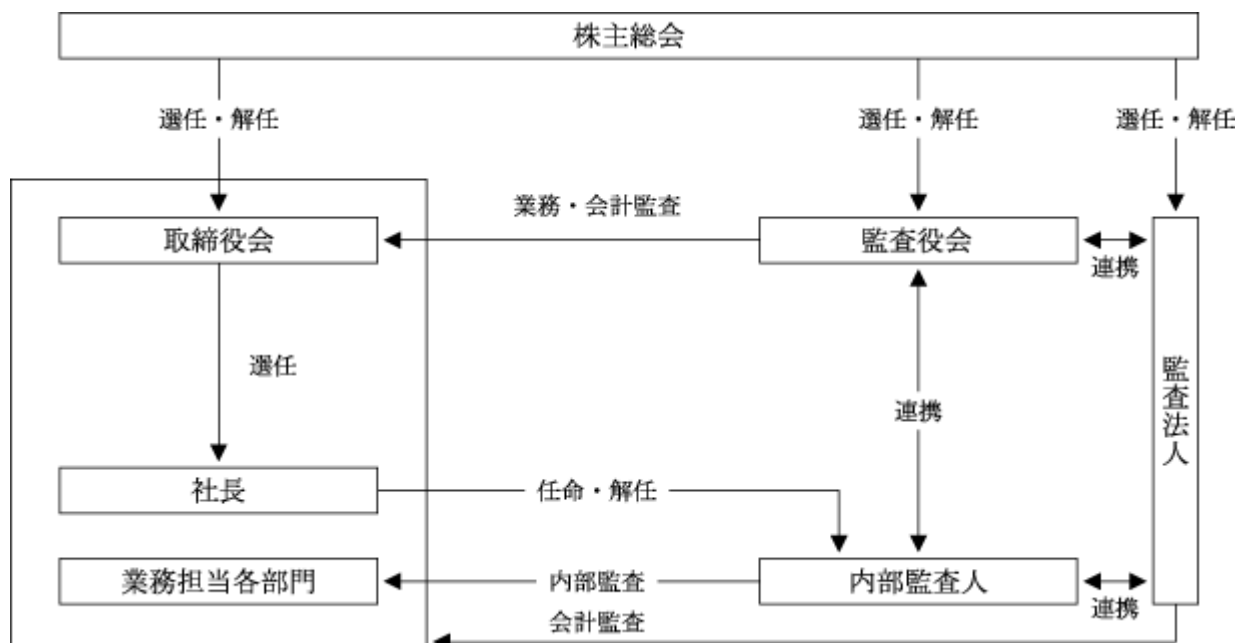 株主総会
選任・解任
選任・解任
選任・解任
業務・会計監査
取締役会
監査役会
連携
選任
連携
監査法人
社長
任命・解任
業務担当各部門
内部監査
内部監査人
連携
会計監査